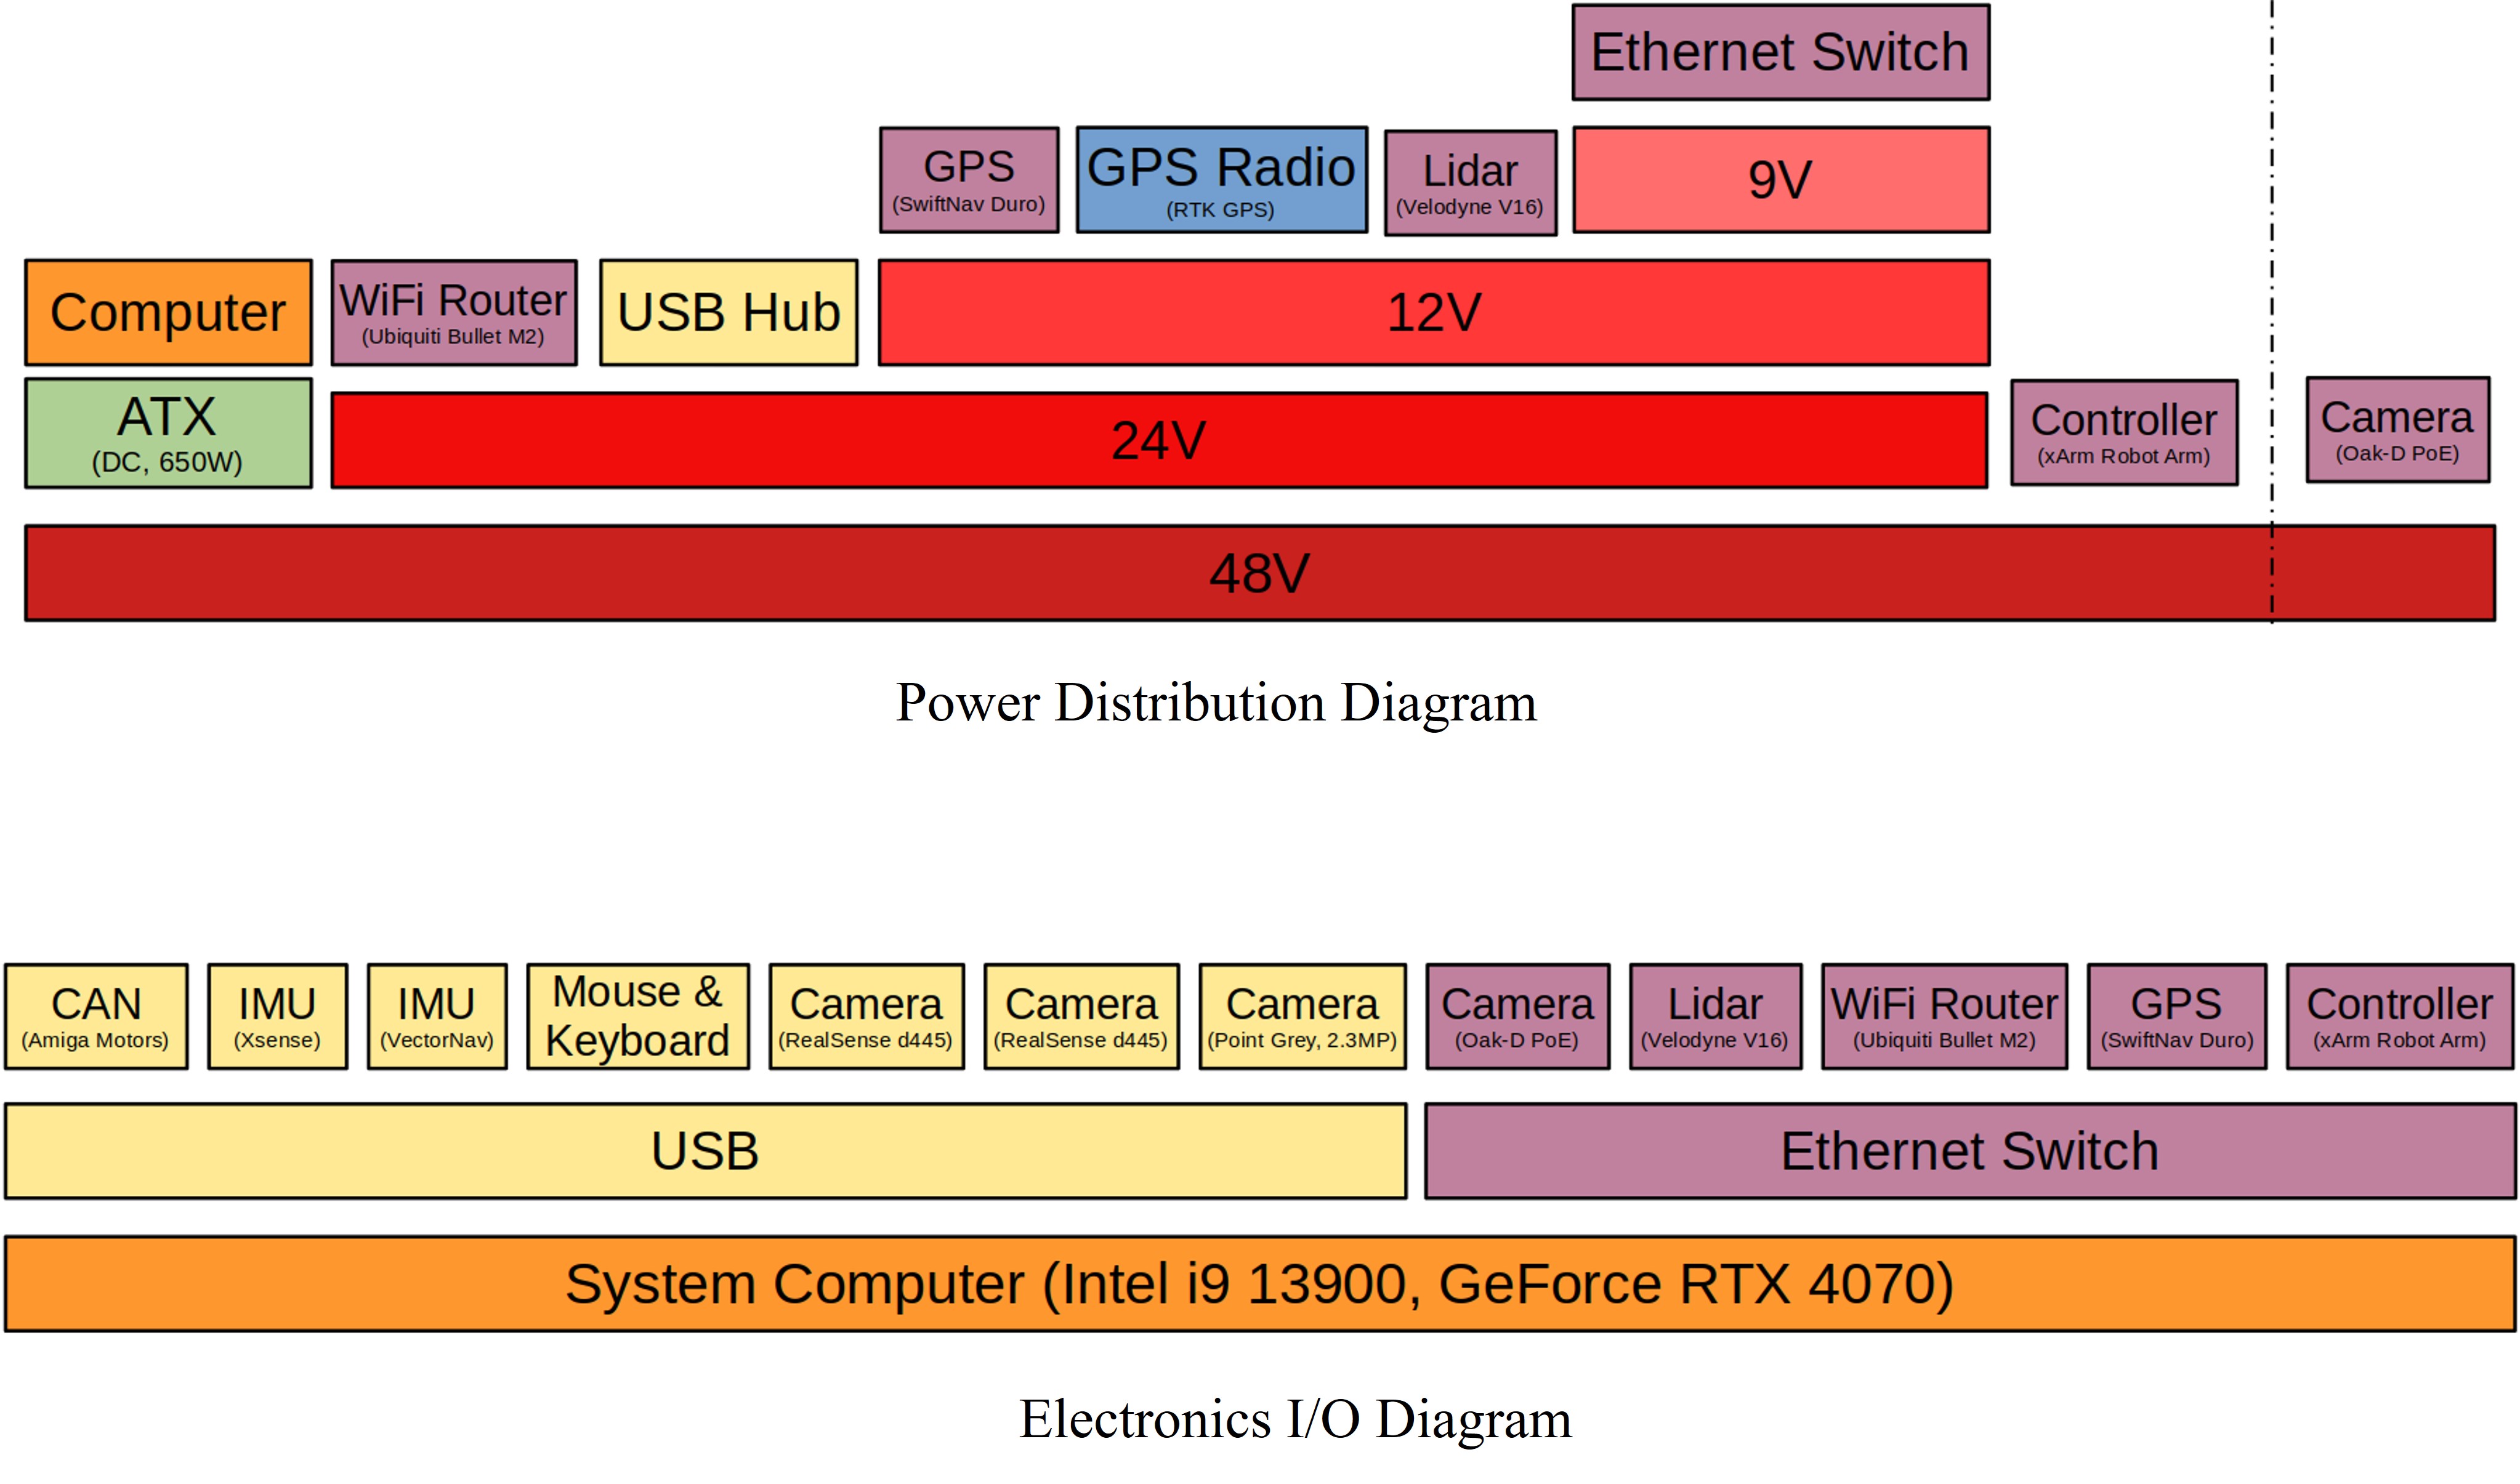 Ethernet Switch
GPS
(SwiftNav Duro)
GPS Radio
(RTK GPS)
Lidar
(Velodyne V16)
9V
Computer
WiFi Router
(Ubiquiti Bullet M2)
USB Hub
12V
ATX
(DC, 650W)
24V
Controller
(xArm Robot Arm)
Camera
(Oak-D PoE)
48V
Power Distribution Diagram
CAN
(Amiga Motors)
IMU
(Xsense)
IMU
(VectorNav)
Mouse &
Keyboard
Camera
(RealSense d445)
Camera
(RealSense d445)
Camera
(Point Grey, 2.3MP)
Camera
(Oak-D PoE)
Lidar
(Velodyne V16)
WiFi Router
(Ubiquiti Bullet M2)
GPS
(SwiftNav Duro)
Controller
(xArm Robot Arm)
USB
Ethernet Switch
System Computer (Intel i9 13900, GeForce RTX 4070)
Electronics I/O Diagram